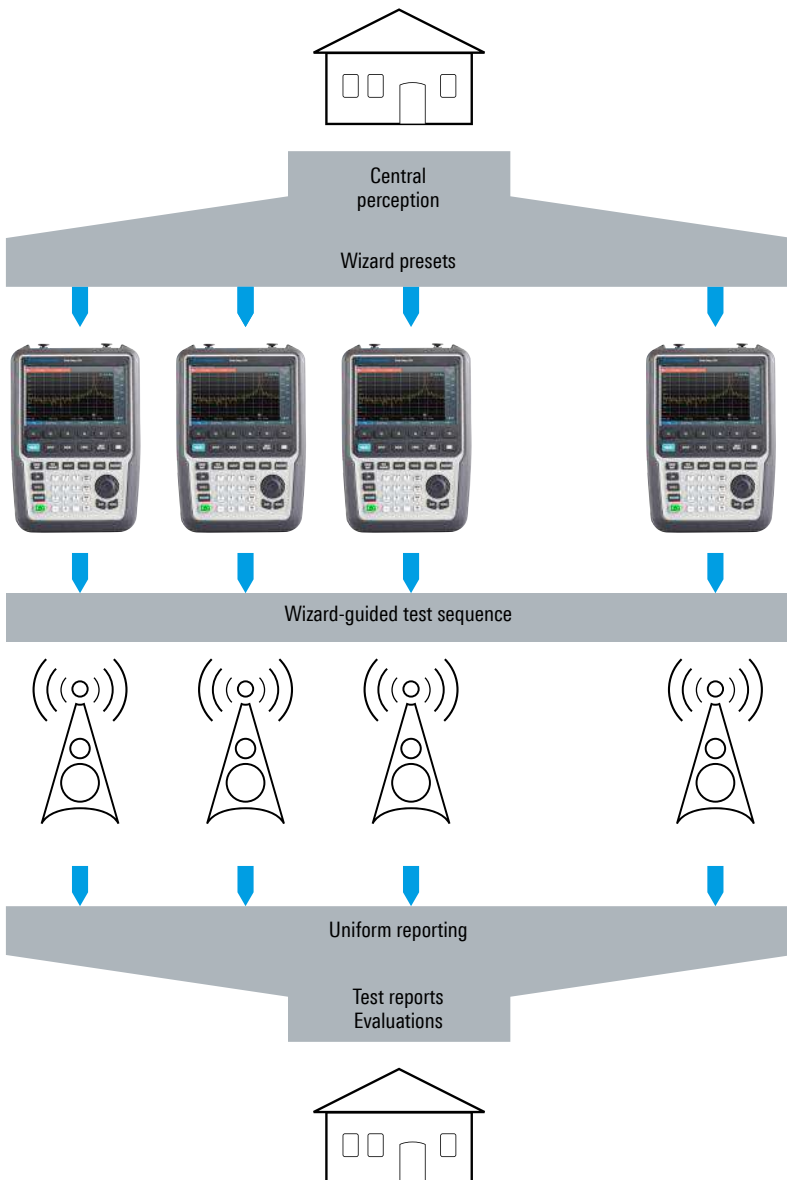 Central
perception
Wizard presets
Wizard-guided test sequence
Uniform reporting
Test reports
Evaluations